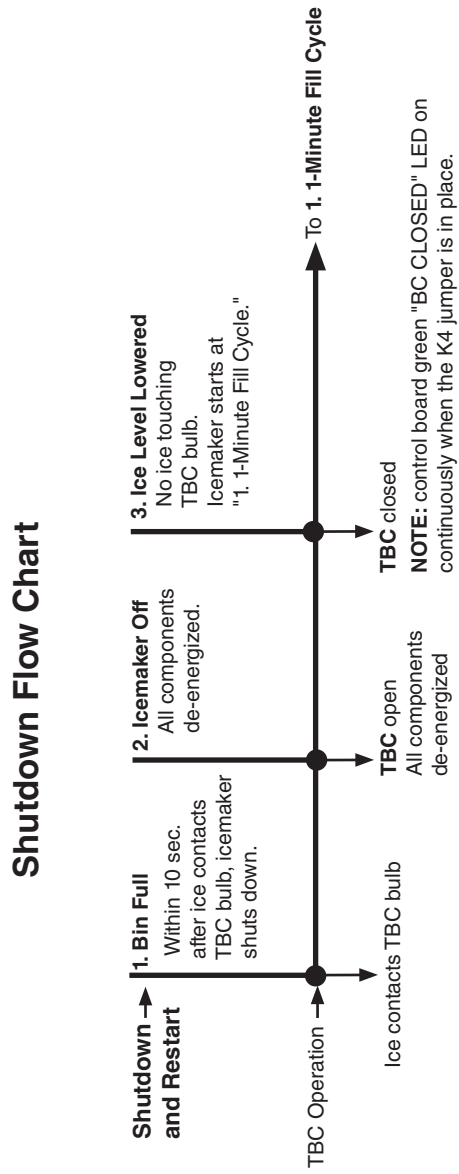 Shutdown Flow Chart
Shutdown
and Restart
1. Bin Full
Within 10 sec.
after ice contacts
TBC bulb, icemaker
shuts down.
2. Icemaker Off
All components
de-energized.
3. Ice Level Lowered
No ice touching
TBC bulb.
Icemaker starts at
"1. 1-Minute Fill Cycle."
TBC Operation
To 1. 1-Minute Fill Cycle
Ice contacts TBC bulb
TBC open
All components
de-energized
TBC closed
NOTE: control board green "BC CLOSED" LED on
continuously when the K4 jumper is in place.